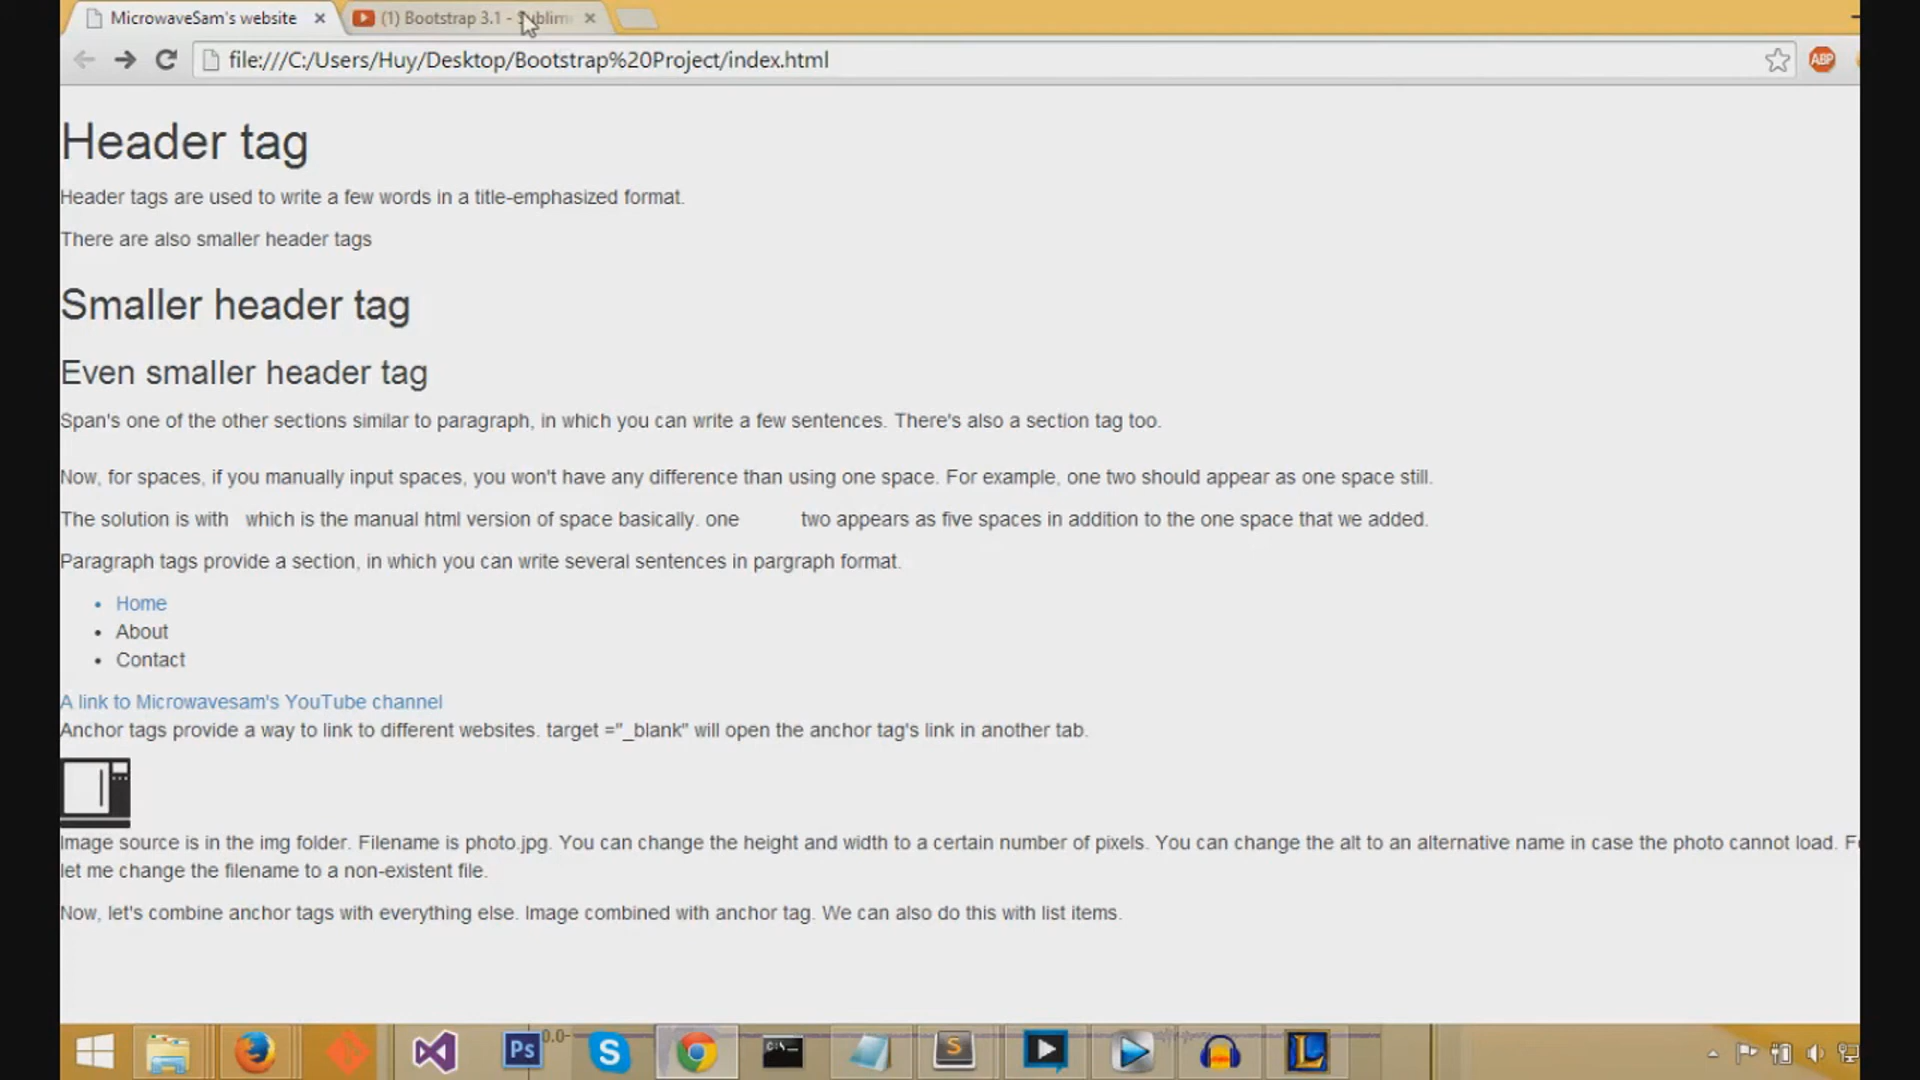 MicrowaveSam's website
(1) Bootstrap 3.1 - Sublim
file:///C:/Users/Huy/Desktop/Bootstrap%20Project/index.html
ABP
Header tag
Header tags are used to write a few words in a title-emphasized format.
There are also smaller header tags
Smaller header tag
Even smaller header tag
Span's one of the other sections similar to paragraph, in which you can write a few sentences. There's also a section tag too.
Now, for spaces, if you manually input spaces, you won't have any difference than using one space. For example, one two should appear as one space still.
The solution is with   which is the manual html version of space basically. one      two appears as five spaces in addition to the one space that we added.
Paragraph tags provide a section, in which you can write several sentences in pargraph format.
• Home
• About
• Contact
A link to Microwavesam's YouTube channel
Anchor tags provide a way to link to different websites. target ="_blank" will open the anchor tag's link in another tab.
Image source is in the img folder. Filename is photo.jpg. You can change the height and width to a certain number of pixels. You can change the alt to an alternative name in case the photo cannot load.
let me change the filename to a non-existent file.
Now, let's combine anchor tags with everything else. Image combined with anchor tag. We can also do this with list items.
Ps
0.0-
S
C:\.
S
L